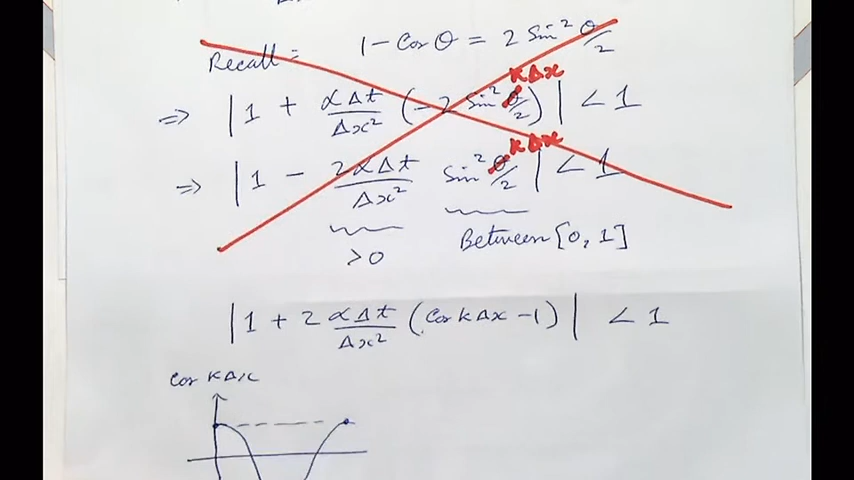 Recall = 1 - Cos θ = 2 Sin² θ/2
⇒ |1 + αΔt/Δx² (-2 Sin² θ/2)| < 1
kΔx
⇒ |1 - 2αΔt/Δx² Sin² θ/2| < 1
kΔx
> 0
Between [0, 1]
|1 + 2 αΔt/Δx² (Cos kΔx - 1)| < 1
Cos kΔx